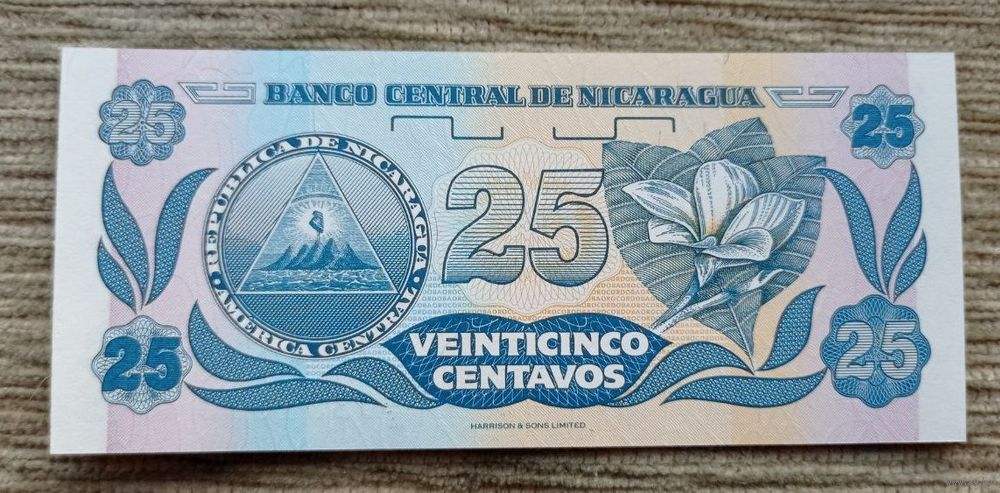 BANCO CENTRAL DE NICARAGUA
25
25
REPUBLICA DE NICARAGUA
AMERICA CENTRAL
25
25
25
VEINTICINCO
CENTAVOS
HARRISON & SONS LIMITED